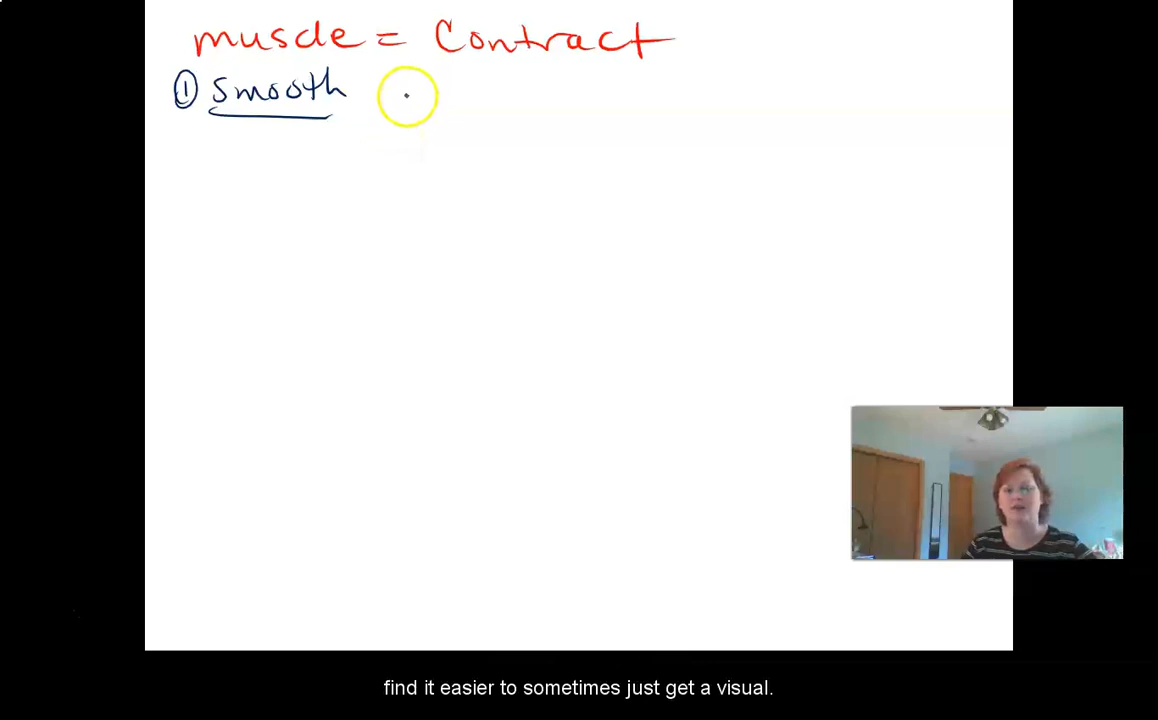 muscle = Contract
① Smooth
find it easier to sometimes just get a visual.